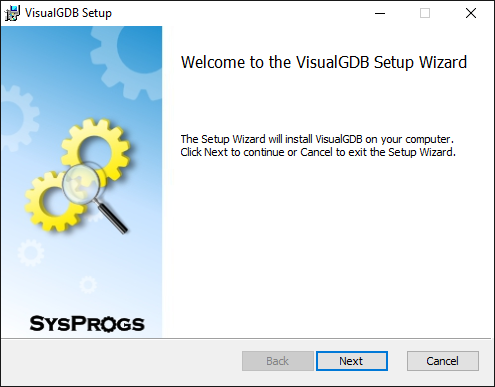 VisualGDB Setup
Welcome to the VisualGDB Setup Wizard
The Setup Wizard will install VisualGDB on your computer.
Click Next to continue or Cancel to exit the Setup Wizard.
SYSPROGS
Back
Next
Cancel